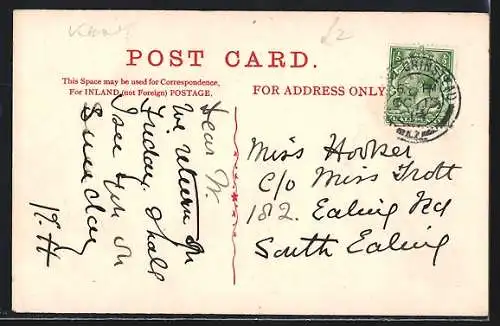 £2
POST CARD.
This Space may be used for Correspondence,
For INLAND (not Foreign) POSTAGE.
FOR ADDRESS ONLY
Dear W.
We return on
Friday, I shall
see you on
Sunday
Miss Hooker
C/o Miss Trott
182. Ealing Rd
South Ealing